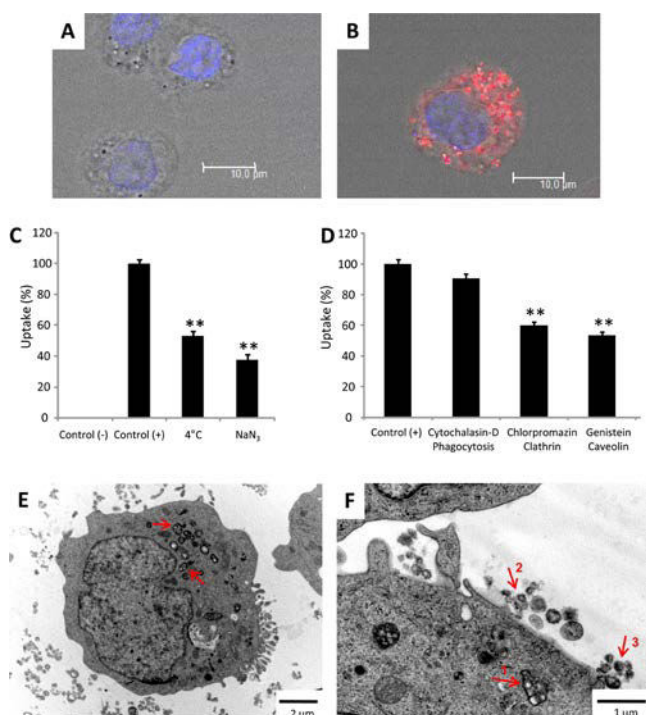 A
B
10.0 µm
10.0 µm
C
D
120
100
80
60
40
20
0
Uptake (%)
**
**
Control (-) Control (+) 4°C NaN₃
120
100
80
60
40
20
0
Uptake (%)
**
**
Control (+) Cytochalasin-D Chlorpromazin Genistein
Phagocytosis Clathrin Caveolin
E
F
2
3
1
2 µm
1 µm